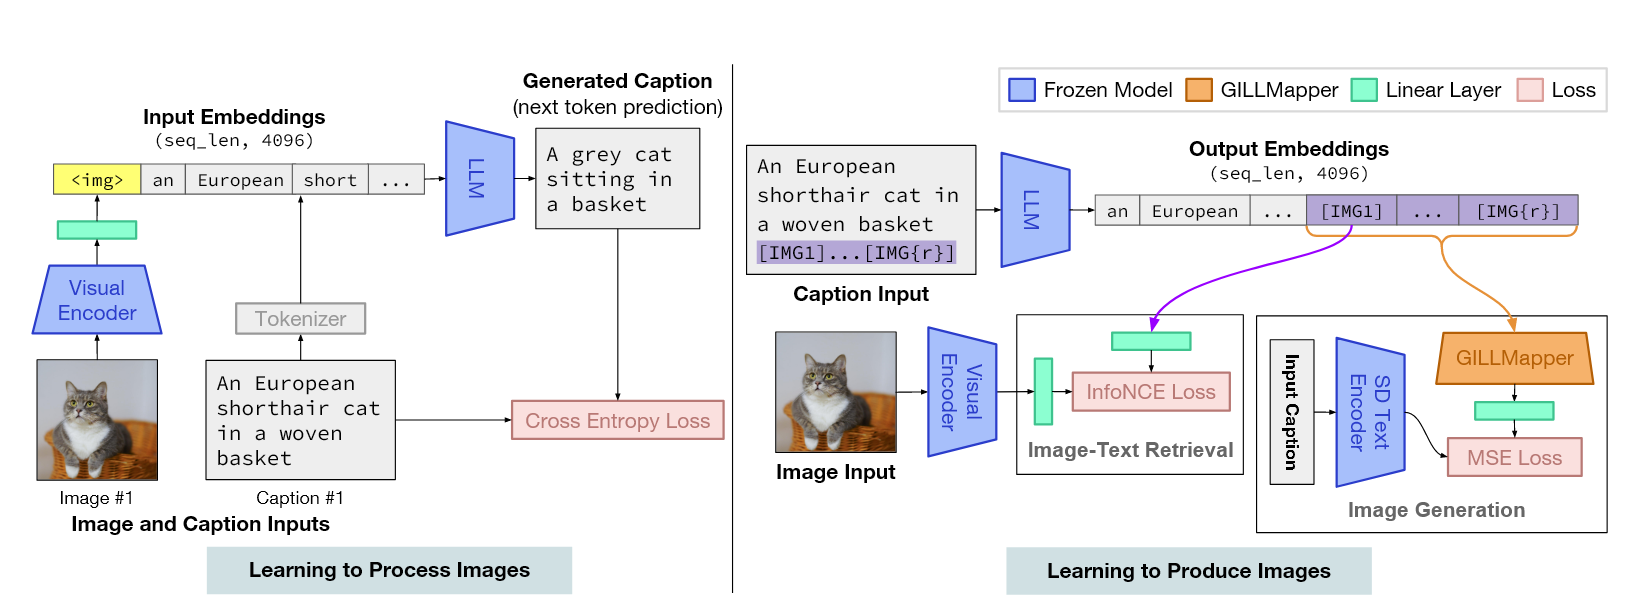 Generated Caption
(next token prediction)
Input Embeddings
(seq_len, 4096)
<img> an European short ...
LLM
A grey cat
sitting in
a basket
Visual
Encoder
Tokenizer
An European
shorthair cat
in a woven
basket
Cross Entropy Loss
Image #1
Caption #1
Image and Caption Inputs
Learning to Process Images
Frozen Model
GILLMapper
Linear Layer
Loss
An European
shorthair cat in
a woven basket
[IMG1]...[IMG{r}]
Caption Input
LLM
Output Embeddings
(seq_len, 4096)
an European ... [IMG1] ... [IMG{r}]
Image Input
Visual
Encoder
InfoNCE Loss
Image-Text Retrieval
Input Caption
SD Text
Encoder
GILLMapper
MSE Loss
Image Generation
Learning to Produce Images